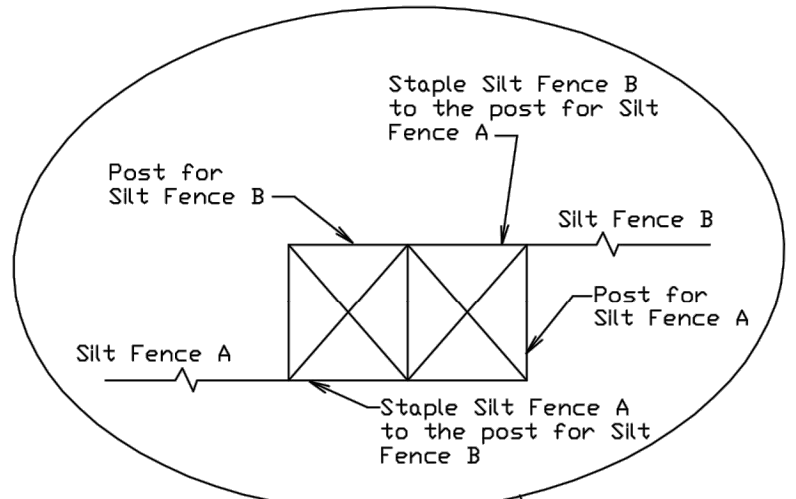 Staple Silt Fence B
to the post for Silt
Fence A
Post for
Silt Fence B
Silt Fence B
Post for
Silt Fence A
Silt Fence A
Staple Silt Fence A
to the post for Silt
Fence B